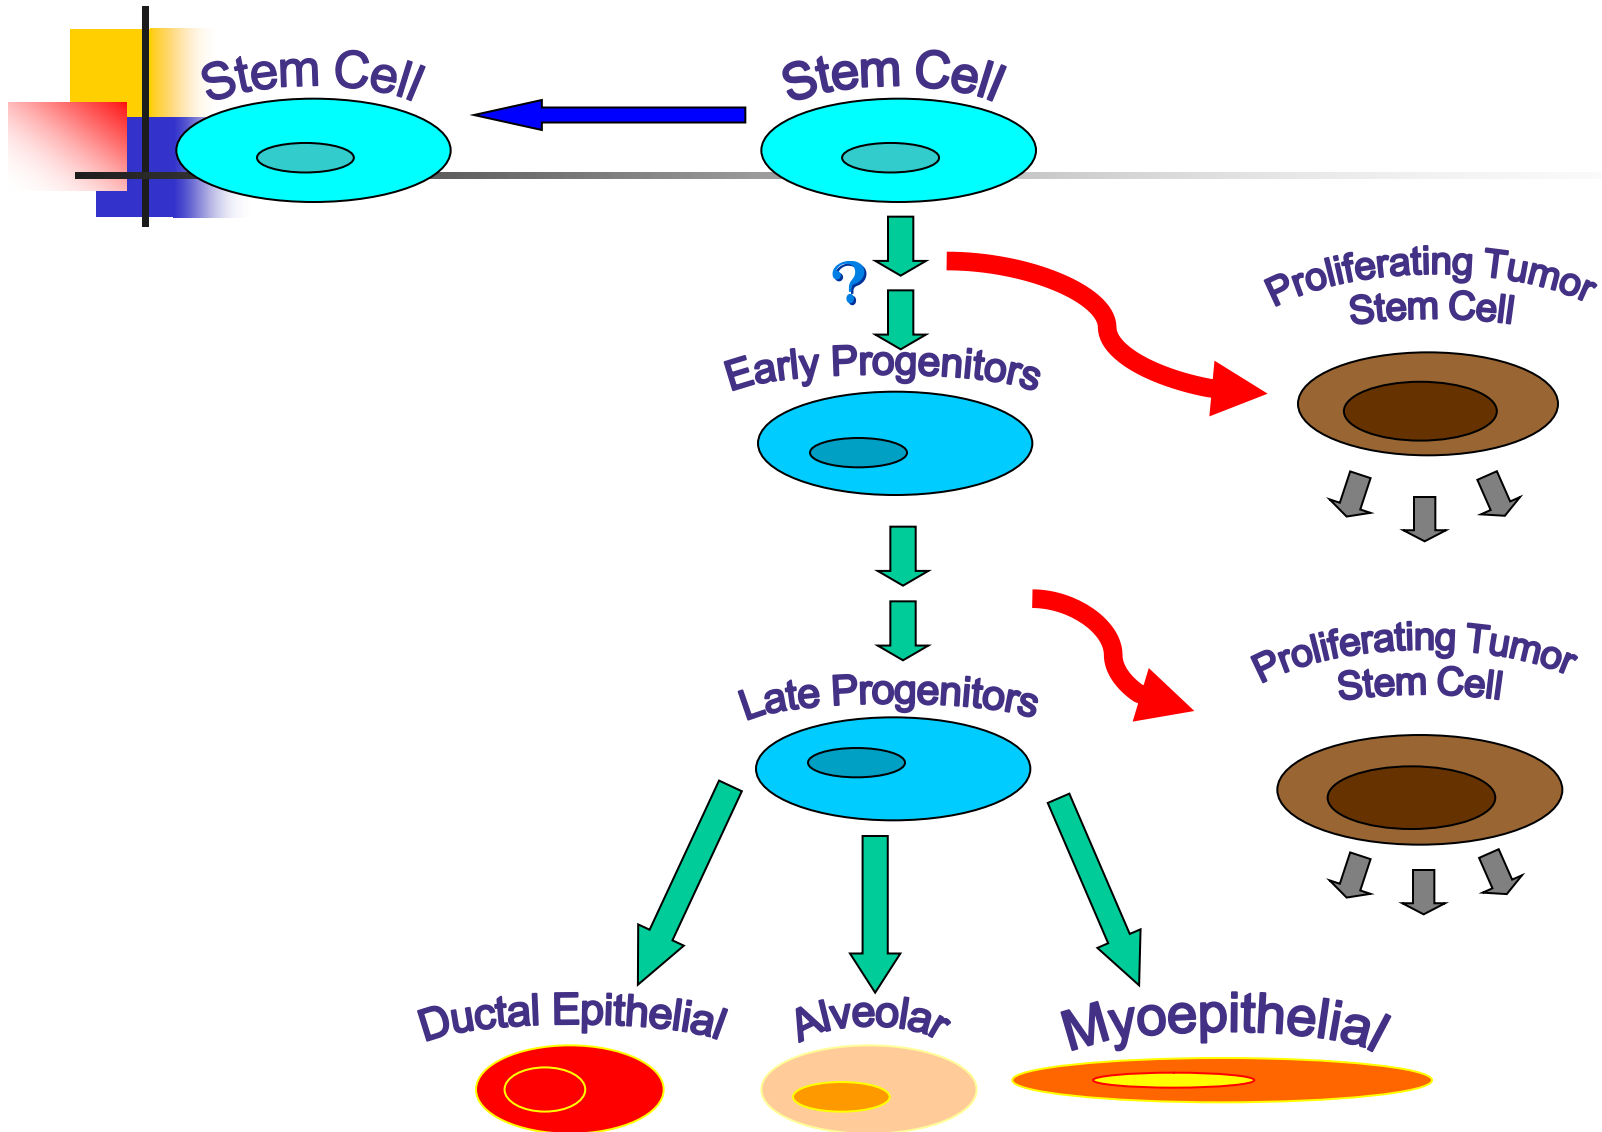 Stem Cell
Stem Cell
?
Proliferating Tumor
Stem Cell
Early Progenitors
Proliferating Tumor
Stem Cell
Late Progenitors
Ductal Epithelial
Alveolar
Myoepithelial